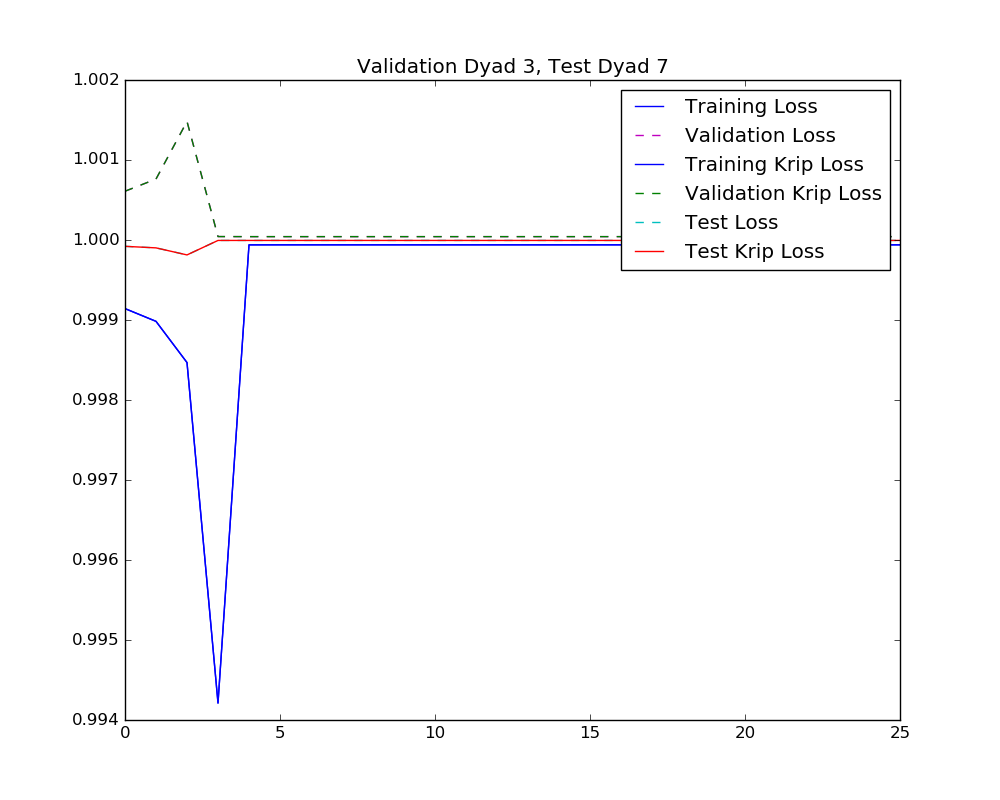 Validation Dyad 3, Test Dyad 7
1.002
1.001
1.000
0.999
0.998
0.997
0.996
0.995
0.994
0
5
10
15
20
25
Training Loss
Validation Loss
Training Krip Loss
Validation Krip Loss
Test Loss
Test Krip Loss